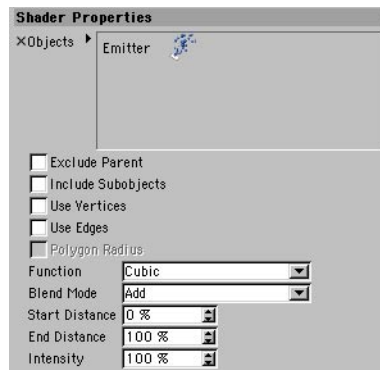 Shader Properties
×Objects
Emitter
Exclude Parent
Include Subobjects
Use Vertices
Use Edges
Polygon Radius
Function Cubic
Blend Mode Add
Start Distance 0 %
End Distance 100 %
Intensity 100 %